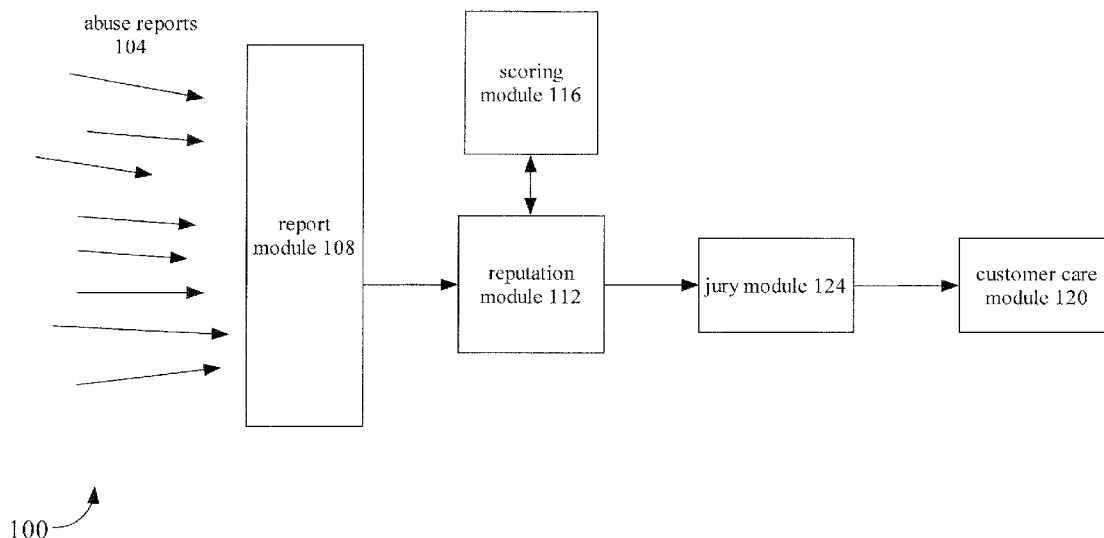 abuse reports
104
scoring
module 116
report
module 108
reputation
module 112
jury module 124
customer care
module 120
100